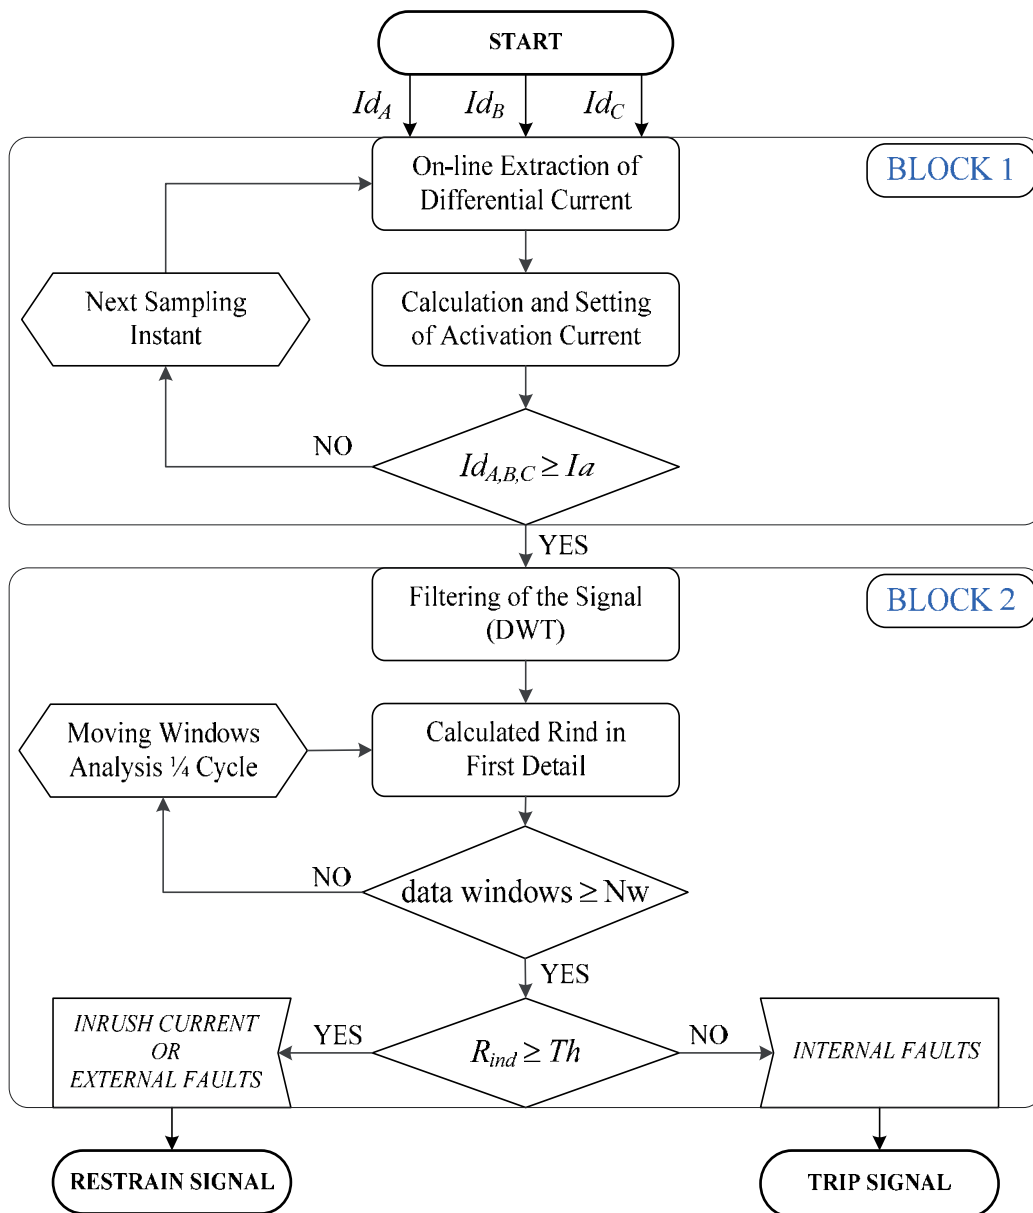 START
Id_A Id_B Id_C
On-line Extraction of
Differential Current
BLOCK 1
Next Sampling
Instant
Calculation and Setting
of Activation Current
NO
Id_{A,B,C} ≥ Ia
YES
Filtering of the Signal
(DWT)
BLOCK 2
Moving Windows
Analysis ¼ Cycle
Calculated Rind in
First Detail
NO
data windows ≥ Nw
YES
INRUSH CURRENT
OR
EXTERNAL FAULTS
YES
R_{ind} ≥ Th
NO
INTERNAL FAULTS
RESTRAIN SIGNAL
TRIP SIGNAL